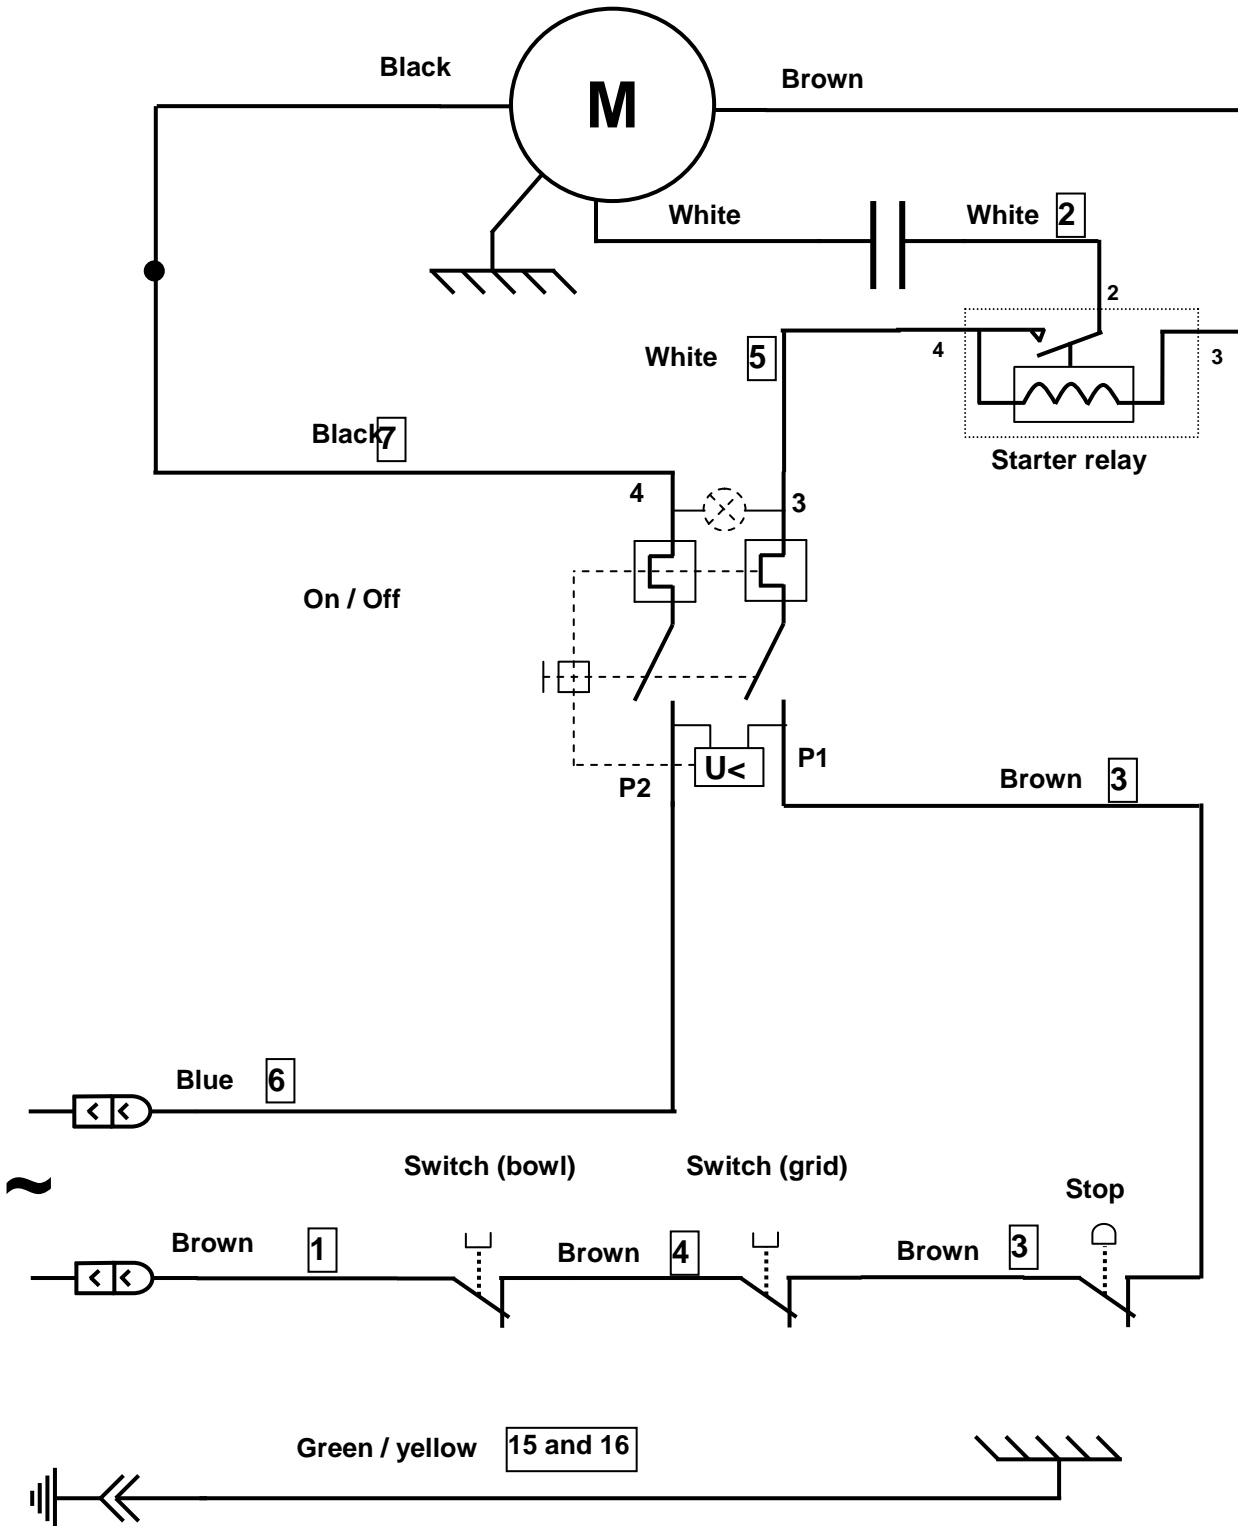 Black
M
Brown
White
White 2
2
White 5
4
3
Black 7
Starter relay
4
3
On / Off
U<
P1
P2
Brown 3
Blue 6
Switch (bowl)
Switch (grid)
Stop
~
Brown 1
Brown 4
Brown 3
Green / yellow 15 and 16